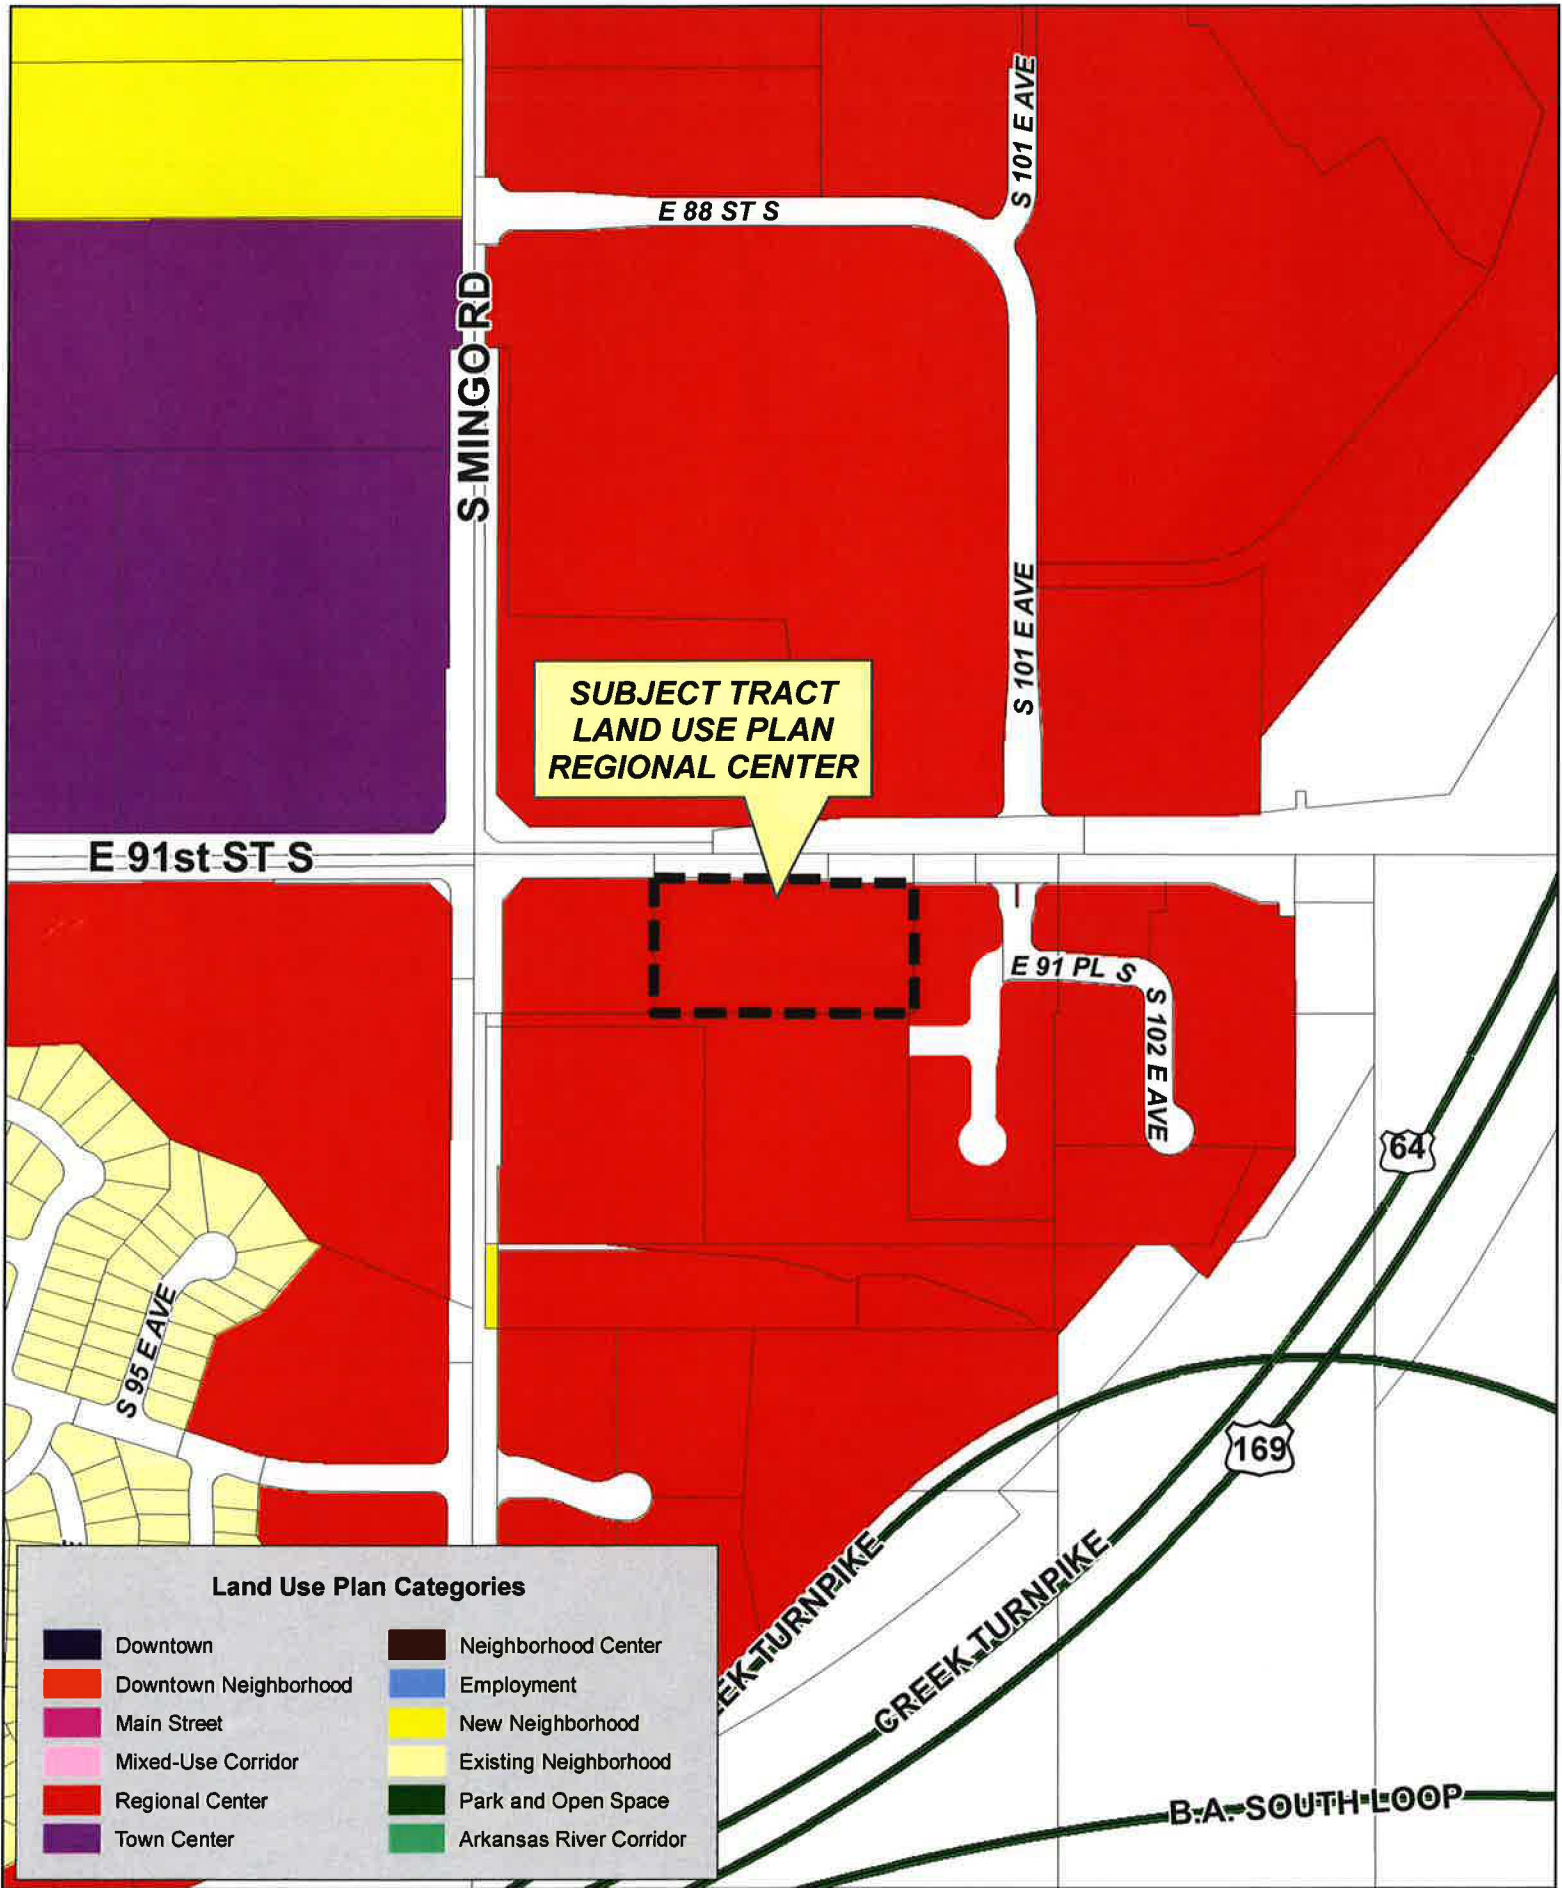 S 101 E AVE
E 88 ST S
S MINGO RD
S 101 E AVE
SUBJECT TRACT
LAND USE PLAN
REGIONAL CENTER
E 91st ST S
E 91 PL S
S 102 E AVE
64
S 95 E AVE
169
CREEK TURNPIKE
TURNPIKE
B.A. SOUTH LOOP
Land Use Plan Categories
Downtown
Downtown Neighborhood
Main Street
Mixed-Use Corridor
Regional Center
Town Center
Neighborhood Center
Employment
New Neighborhood
Existing Neighborhood
Park and Open Space
Arkansas River Corridor